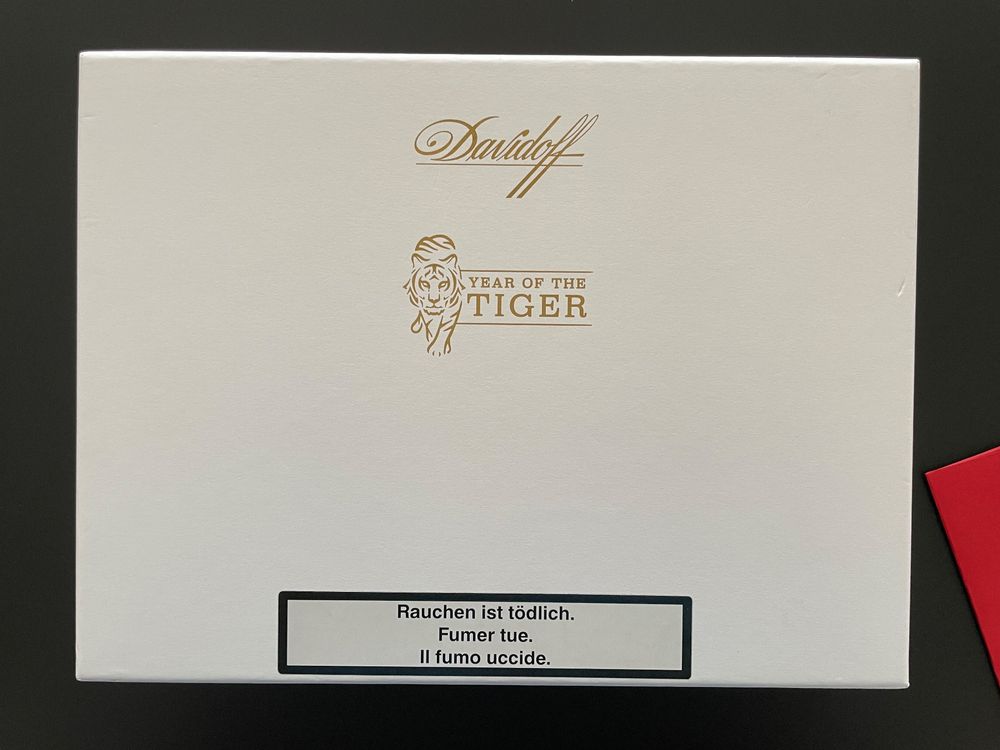 Davidoff
YEAR OF THE
TIGER
Rauchen ist tödlich.
Fumer tue.
Il fumo uccide.